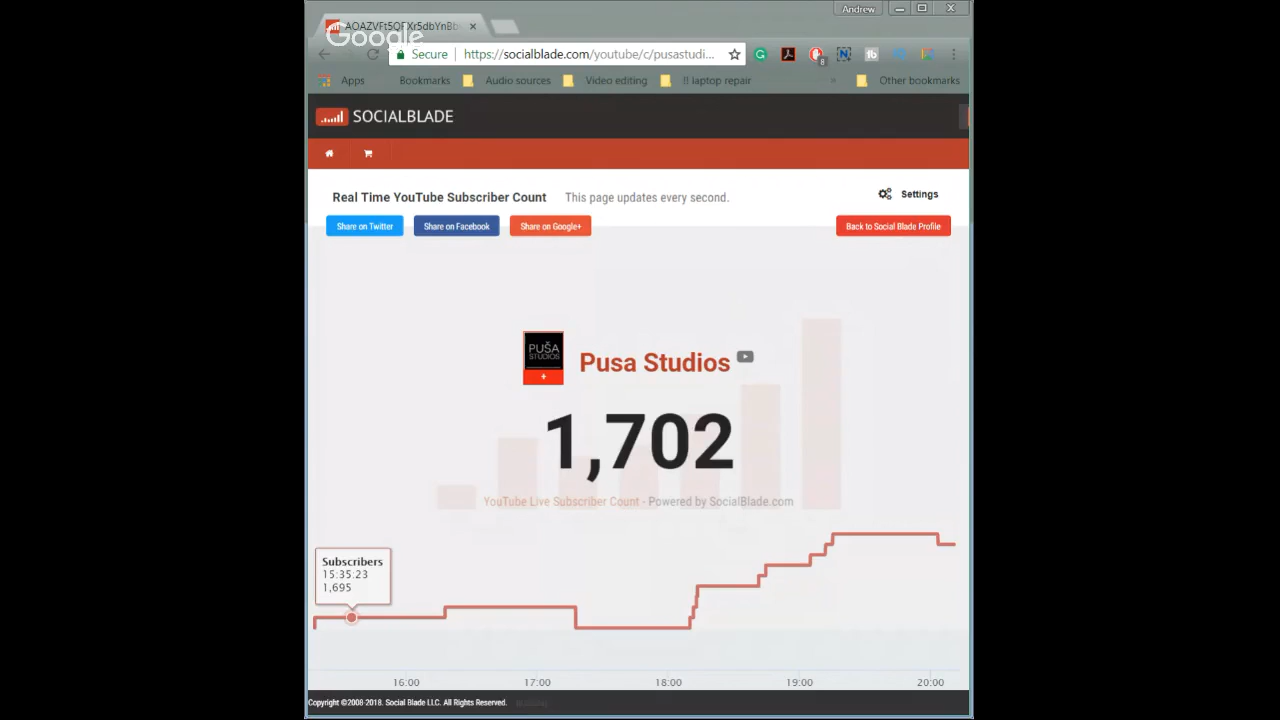 Andrew
AOAZVFt5QFXr5dbYnBb
Google
Secure https://socialblade.com/youtube/c/pusastudi...
8
Apps Bookmarks Audio sources Video editing !! laptop repair » Other bookmarks
SOCIALBLADE
Real Time YouTube Subscriber Count This page updates every second. Settings
Share on Twitter Share on Facebook Share on Google+ Back to Social Blade Profile
PUŠA
STUDIOS
+
Pusa Studios
1,702
YouTube Live Subscriber Count - Powered by SocialBlade.com
Subscribers
15:35:23
1,695
16:00 17:00 18:00 19:00 20:00
Copyright ©2008-2018. Social Blade LLC. All Rights Reserved.